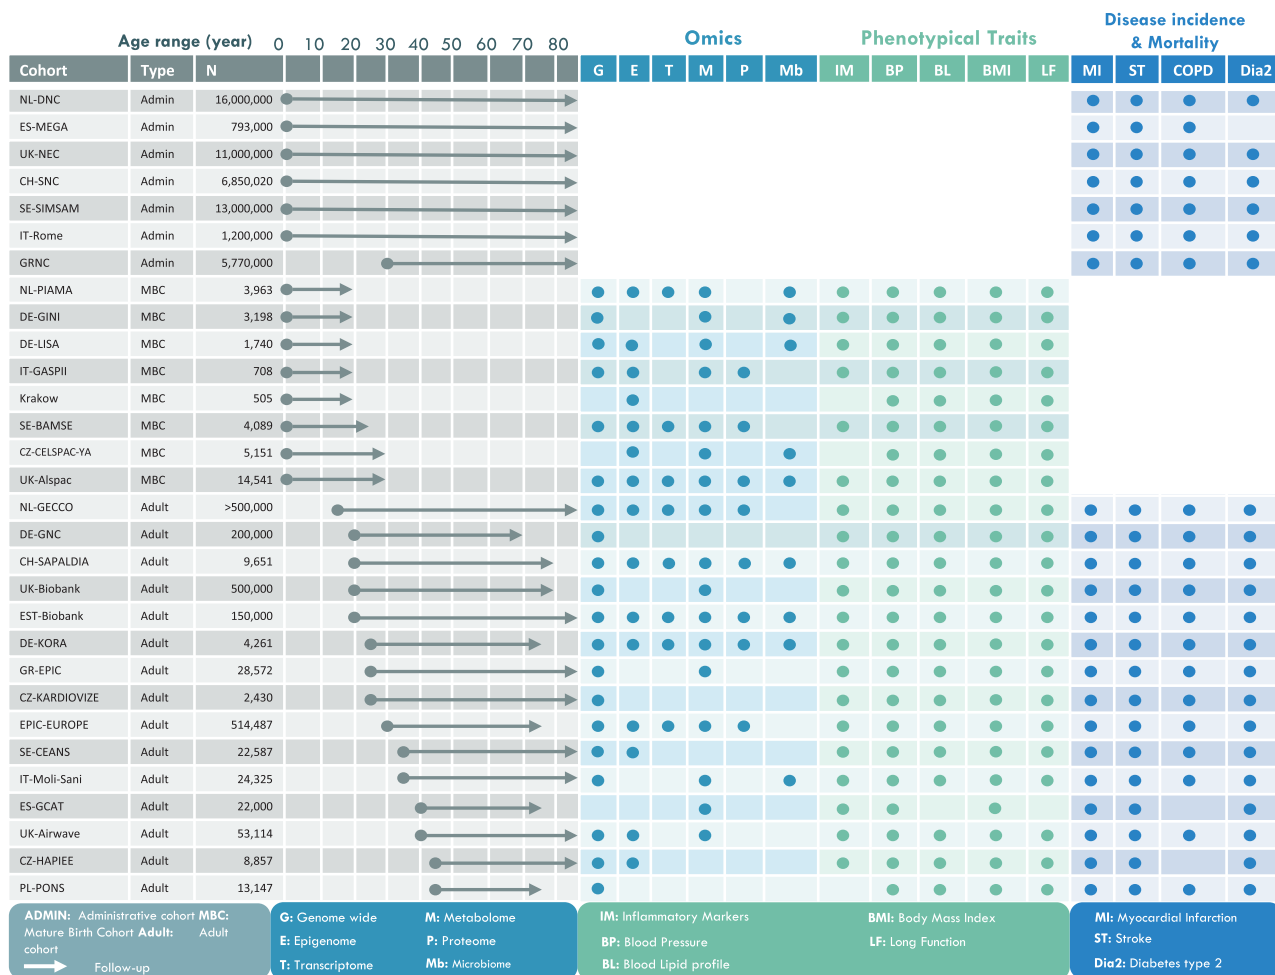 Disease incidence
& Mortality
Age range (year) 0 10 20 30 40 50 60 70 80 Omics Phenotypical Traits
Cohort Type N G E T M P Mb IM BP BL BMI LF MI ST COPD Dia2
NL-DNC Admin 16,000,000
ES-MEGA Admin 793,000
UK-NEC Admin 11,000,000
CH-SNC Admin 6,850,020
SE-SIMSAM Admin 13,000,000
IT-Rome Admin 1,200,000
GRNC Admin 5,770,000
NL-PIAMA MBC 3,963
DE-GINI MBC 3,198
DE-LISA MBC 1,740
IT-GASPII MBC 708
Krakow MBC 505
SE-BAMSE MBC 4,089
CZ-CELSPAC-YA MBC 5,151
UK-Alspac MBC 14,541
NL-GECCO Adult >500,000
DE-GNC Adult 200,000
CH-SAPALDIA Adult 9,651
UK-Biobank Adult 500,000
EST-Biobank Adult 150,000
DE-KORA Adult 4,261
GR-EPIC Adult 28,572
CZ-KARDIOVIZE Adult 2,430
EPIC-EUROPE Adult 514,487
SE-CEANS Adult 22,587
IT-Moli-Sani Adult 24,325
ES-GCAT Adult 22,000
UK-Airwave Adult 53,114
CZ-HAPIEE Adult 8,857
PL-PONS Adult 13,147
ADMIN: Administrative cohort MBC:
Mature Birth Cohort Adult: Adult
cohort
Follow-up
G: Genome wide
E: Epigenome
T: Transcriptome
M: Metabolome
P: Proteome
Mb: Microbiome
IM: Inflammatory Markers
BP: Blood Pressure
BL: Blood Lipid profile
BMI: Body Mass Index
LF: Long Function
MI: Myocardial Infarction
ST: Stroke
Dia2: Diabetes type 2